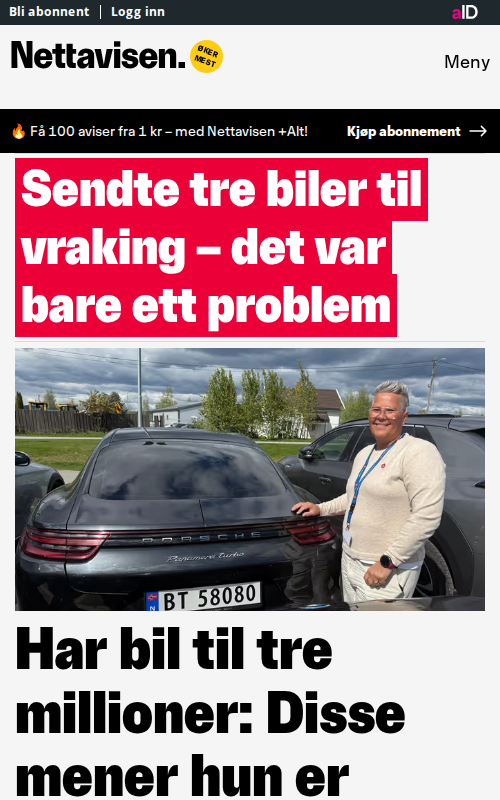 Bli abonnent | Logg inn
aID
Nettavisen.
ØKER
MEST
Meny
🔥 Få 100 aviser fra 1 kr – med Nettavisen +Alt!
Kjøp abonnement →
Sendte tre biler til
vraking – det var
bare ett problem
PORSCHE
Panamera Turbo
N
BT 58080
Har bil til tre
millioner: Disse
mener hun er